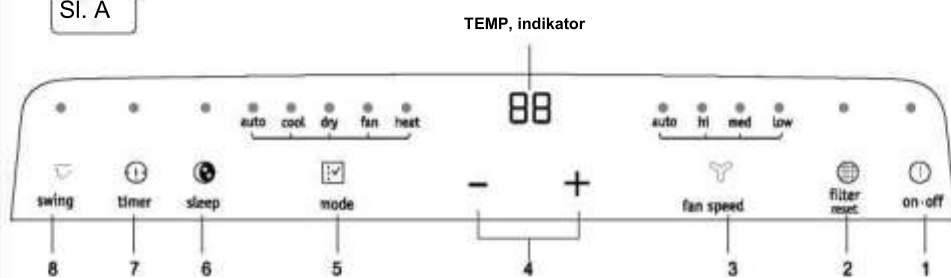 Sl. A
TEMP, indikator
88
auto cool dry fan heat
auto hi med low
swing timer sleep mode - + fan speed filter reset on·off
8 7 6 5 4 3 2 1